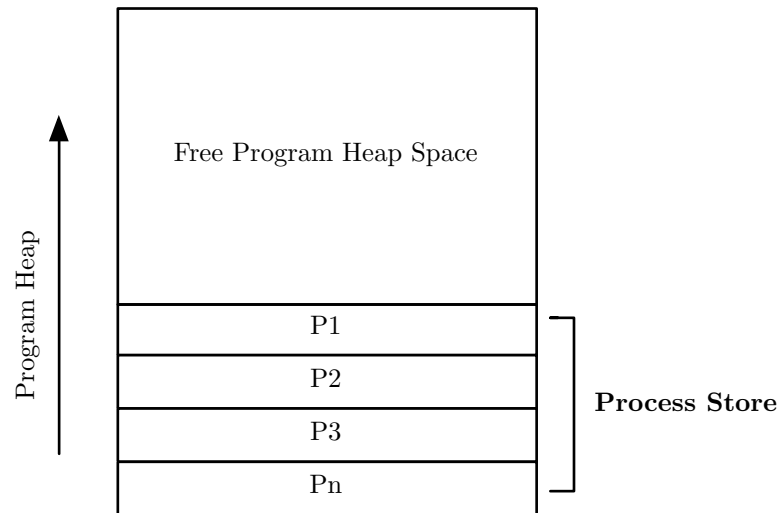 Free Program Heap Space
Program Heap
P1
P2
P3
Process Store
Pn